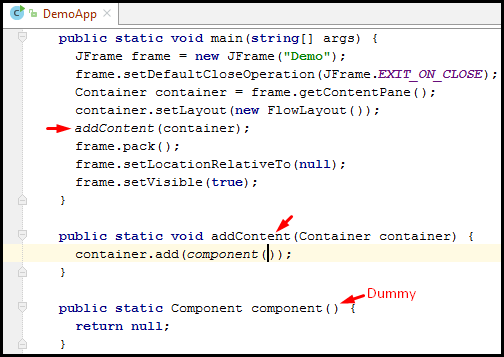 DemoApp
public static void main(string[] args) {
JFrame frame = new JFrame("Demo");
frame.setDefaultCloseOperation(JFrame.EXIT_ON_CLOSE);
Container container = frame.getContentPane();
container.setLayout(new FlowLayout());
addContent(container);
frame.pack();
frame.setLocationRelativeTo(null);
frame.setVisible(true);
}
public static void addContent(Container container) {
container.add(component());
}
public static Component component() { Dummy
return null;
}